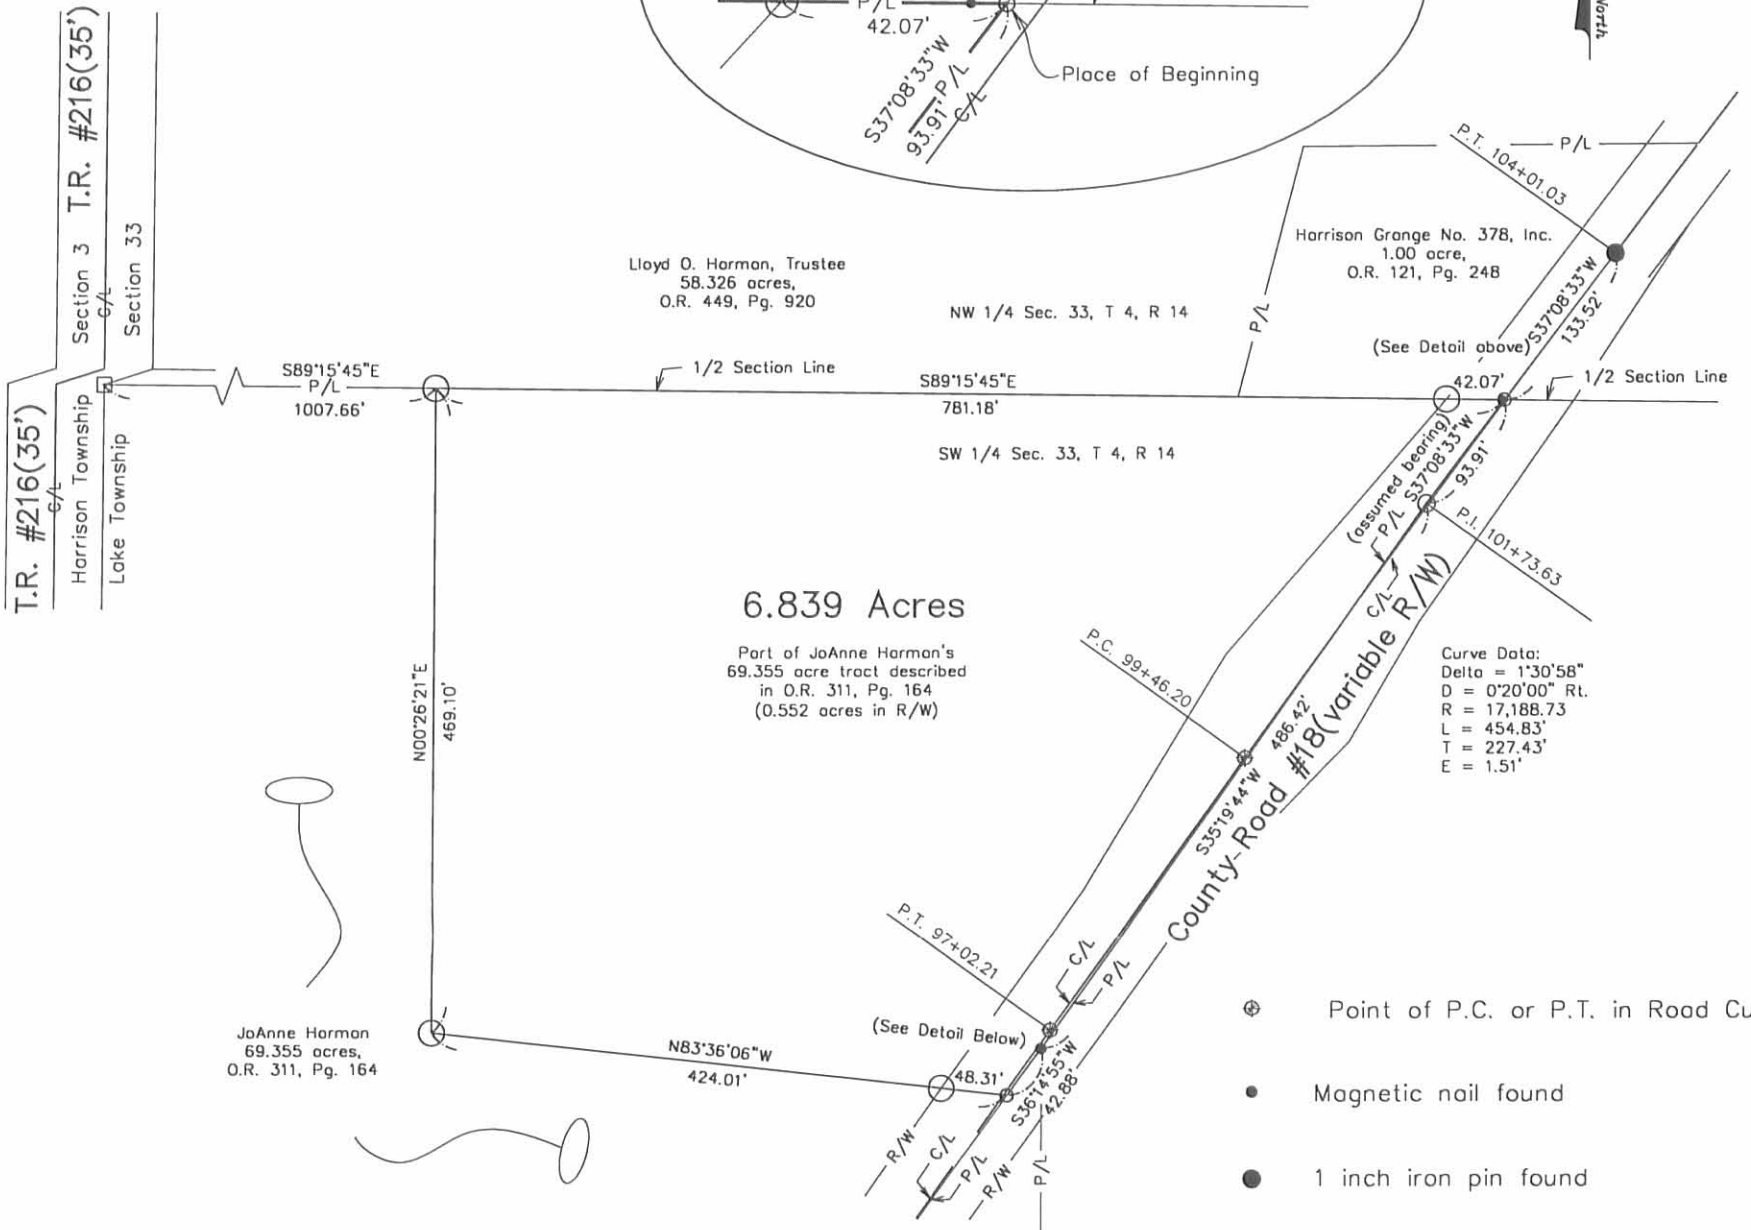 P/L
42.07'
North
Place of Beginning
S37°08'33"W
P/L
93.91'
C/L
T.R. #216(35')
Section 3
C/L
Section 33
T.R. #216(35')
C/L
Harrison Township
Lake Township
P.T. 104+01.03
P/L
Harrison Grange No. 378, Inc.
1.00 acre,
O.R. 121, Pg. 248
Lloyd O. Harman, Trustee
58.326 acres,
O.R. 449, Pg. 920
NW 1/4 Sec. 33, T 4, R 14
P/L
S37°08'33"W
133.52'
(See Detail above)
S89°15'45"E
P/L
1007.66'
1/2 Section Line
S89°15'45"E
781.18'
42.07'
1/2 Section Line
SW 1/4 Sec. 33, T 4, R 14
(assumed bearing)
S37°08'33"W
P/L
93.91'
P.I. 101+73.63
C/L
6.839 Acres
Part of JoAnne Harman's
69.355 acre tract described
in O.R. 311, Pg. 164
(0.552 acres in R/W)
N00°26'21"E
469.10'
P.C. 99+46.20
486.42'
S35°19'44"W
County Road #18(variable R/W)
Curve Data:
Delta = 1°30'58"
D = 0°20'00" Rt.
R = 17,188.73
L = 454.83'
T = 227.43'
E = 1.51'
P.T. 97+02.21
C/L
P/L
(See Detail Below)
JoAnne Harman
69.355 acres,
O.R. 311, Pg. 164
N83°36'06"W
424.01'
48.31'
S36°14'55"W
42.88'
R/W
C/L
P/L
R/W
P/L
Point of P.C. or P.T. in Road Cu
Magnetic nail found
1 inch iron pin found